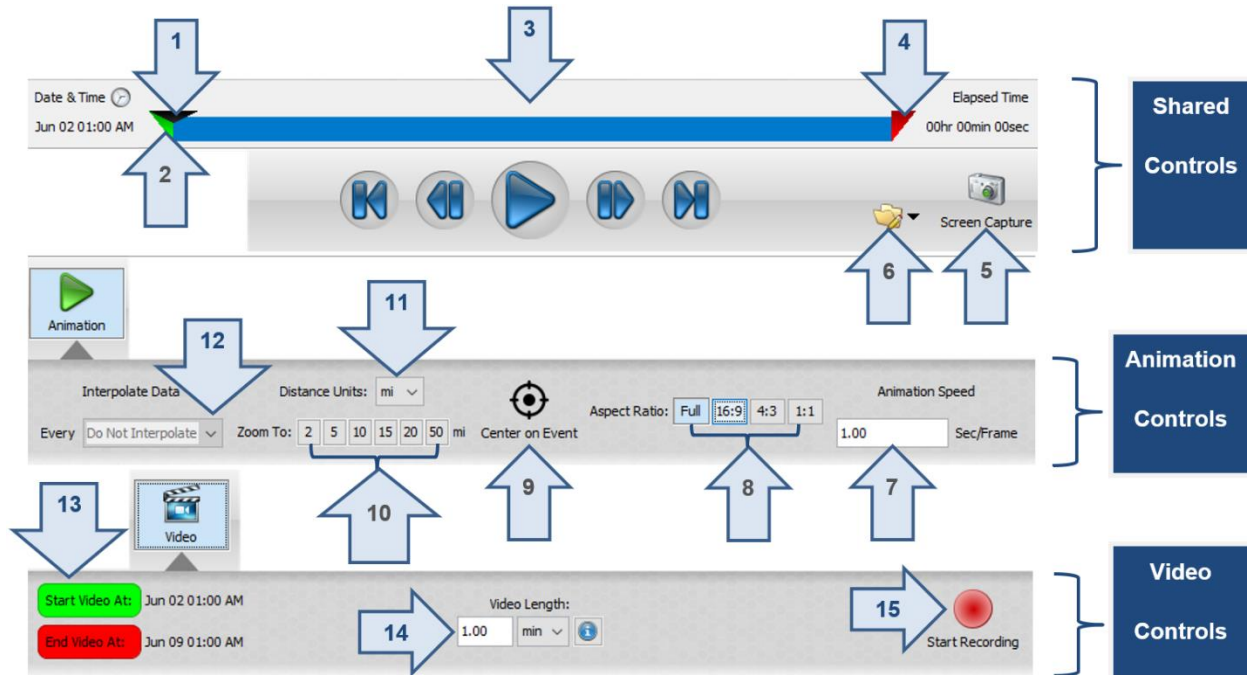 1
3
4
Date & Time
Elapsed Time
Jun 02 01:00 AM
00hr 00min 00sec
2
Shared
Controls
Screen Capture
6
5
Animation
11
12
Interpolate Data
Distance Units: mi
Animation Speed
Every Do Not Interpolate
Zoom To: 2 5 10 15 20 50 mi
Center on Event
Aspect Ratio: Full 16:9 4:3 1:1
1.00 Sec/Frame
10
9
8
7
Animation
Controls
13
Video
Start Video At: Jun 02 01:00 AM
End Video At: Jun 09 01:00 AM
14
Video Length:
1.00 min
15
Start Recording
Video
Controls